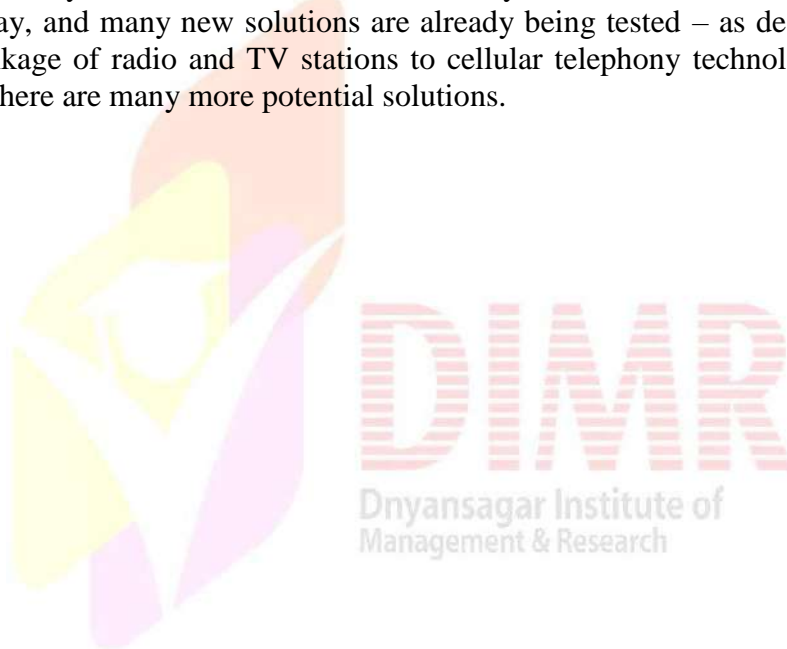 ay, and many new solutions are already being tested – as de
kage of radio and TV stations to cellular telephony technol
here are many more potential solutions.
DIMR
Dnyansagar Institute of
Management & Research